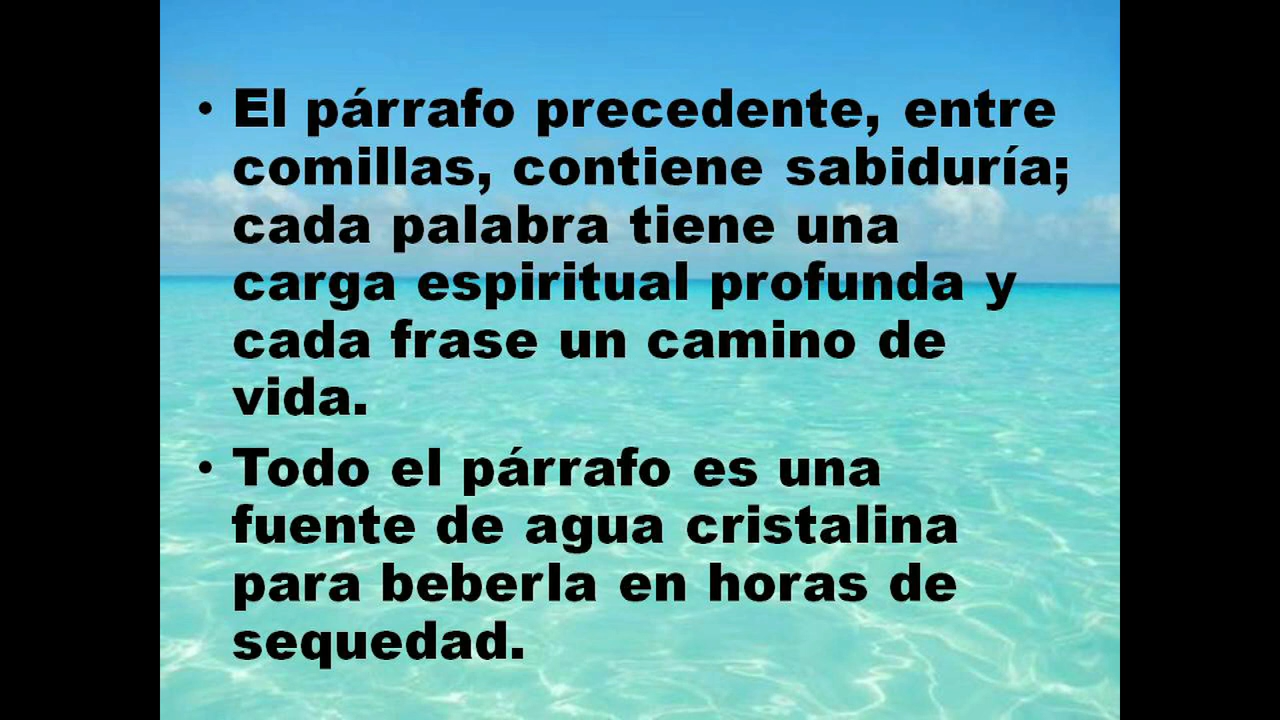 • El párrafo precedente, entre
comillas, contiene sabiduría;
cada palabra tiene una
carga espiritual profunda y
cada frase un camino de
vida.
• Todo el párrafo es una
fuente de agua cristalina
para beberla en horas de
sequedad.